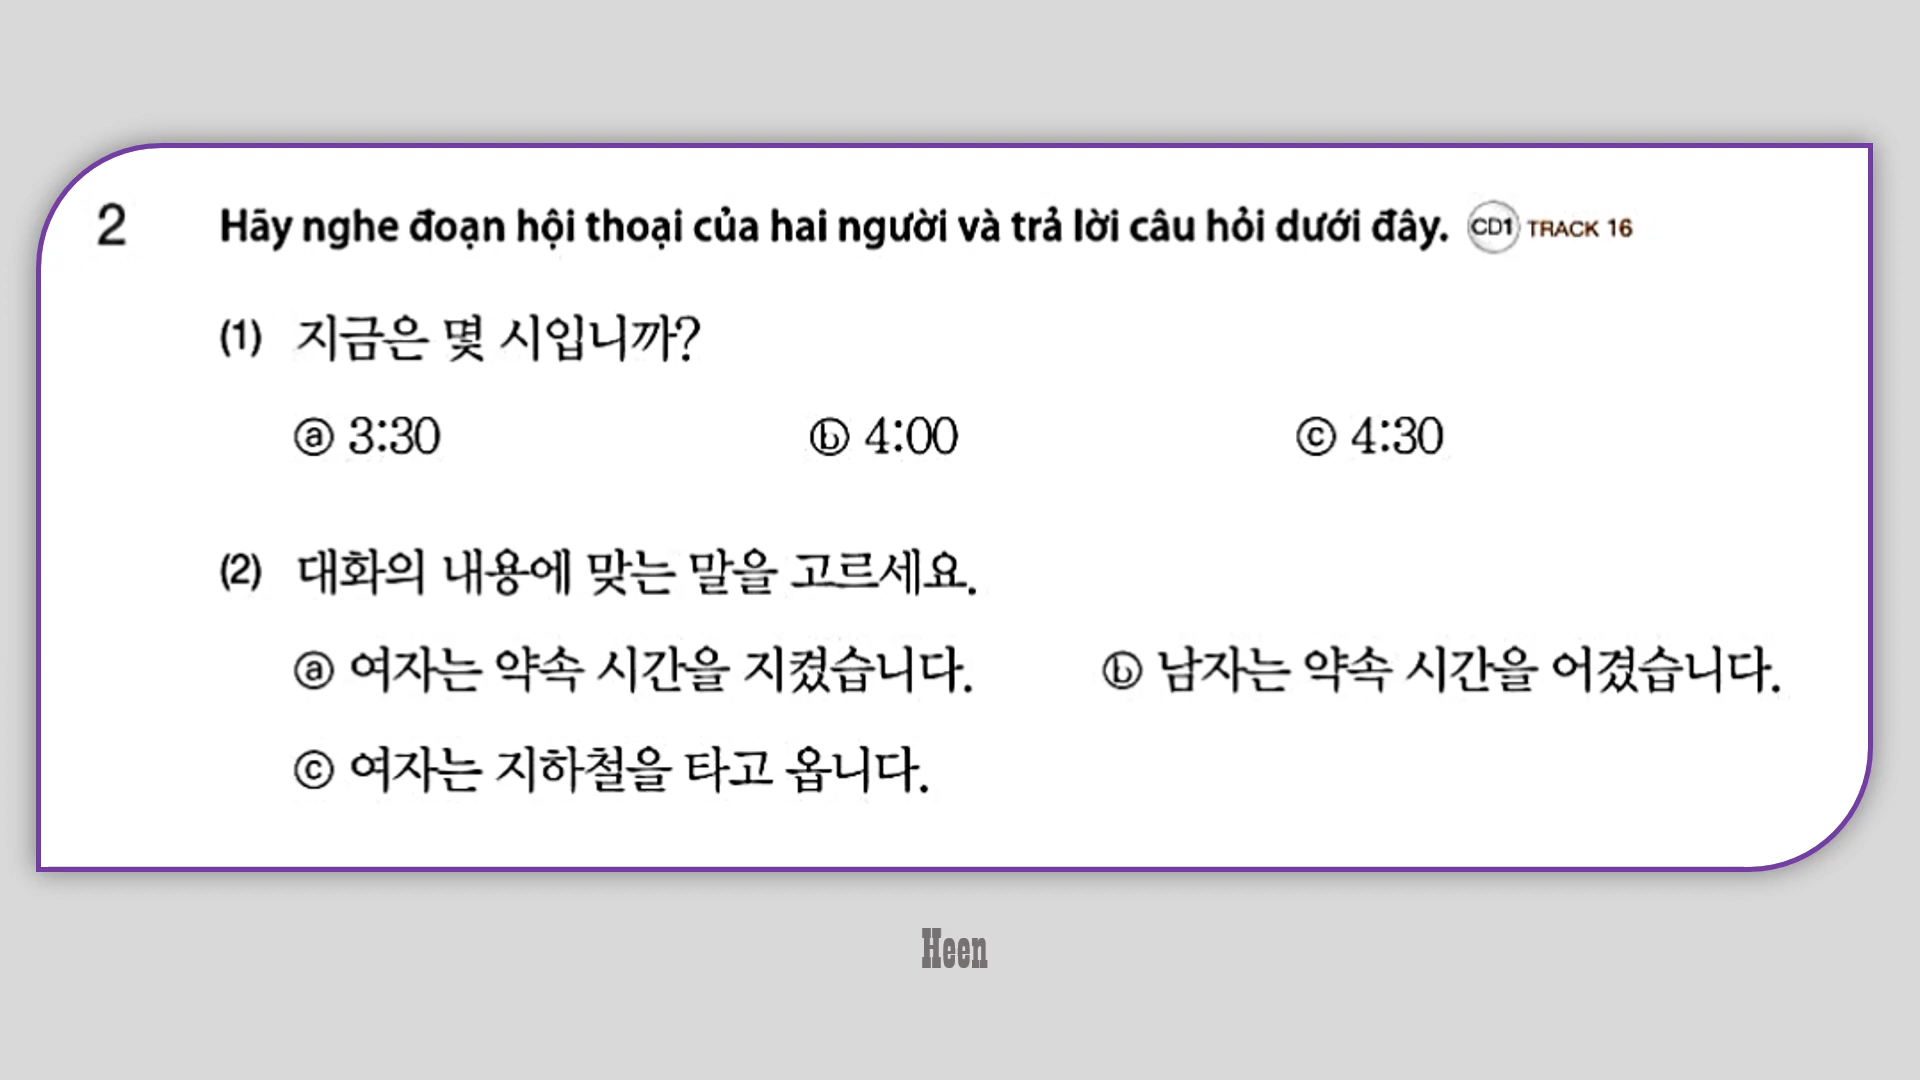 2 Hãy nghe đoạn hội thoại của hai người và trả lời câu hỏi dưới đây. CD1 TRACK 16
(1) 지금은 몇 시입니까?
ⓐ 3:30 ⓑ 4:00 ⓒ 4:30
(2) 대화의 내용에 맞는 말을 고르세요.
ⓐ 여자는 약속 시간을 지켰습니다. ⓑ 남자는 약속 시간을 어겼습니다.
ⓒ 여자는 지하철을 타고 옵니다.
Heen